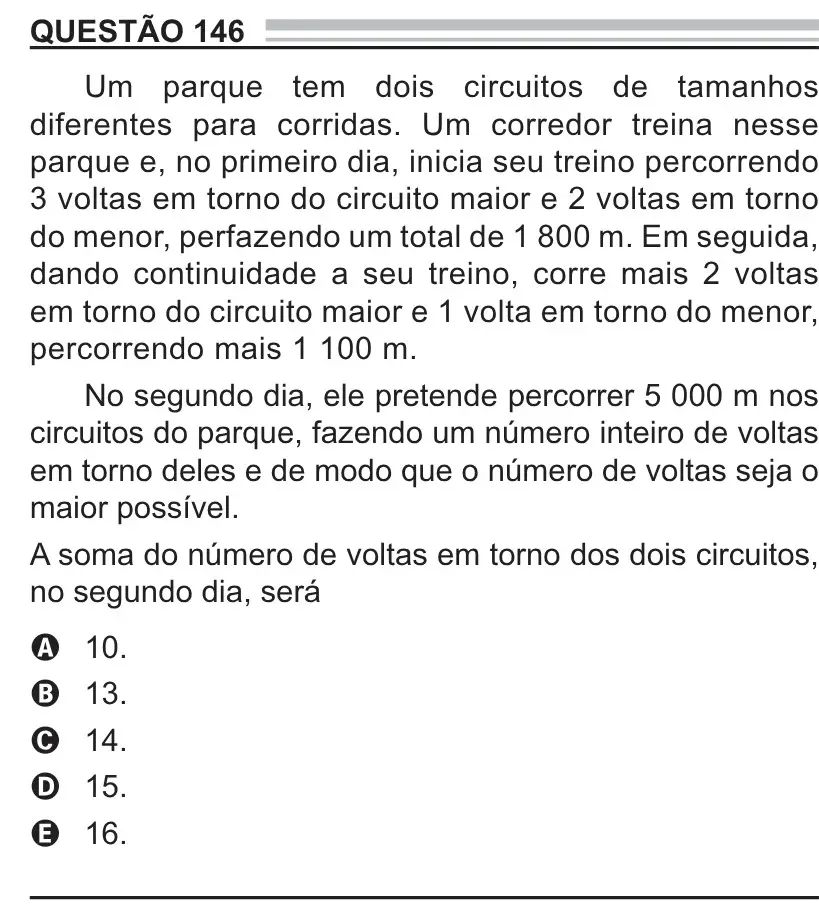 QUESTÃO 146
Um parque tem dois circuitos de tamanhos
diferentes para corridas. Um corredor treina nesse
parque e, no primeiro dia, inicia seu treino percorrendo
3 voltas em torno do circuito maior e 2 voltas em torno
do menor, perfazendo um total de 1 800 m. Em seguida,
dando continuidade a seu treino, corre mais 2 voltas
em torno do circuito maior e 1 volta em torno do menor,
percorrendo mais 1 100 m.
No segundo dia, ele pretende percorrer 5 000 m nos
circuitos do parque, fazendo um número inteiro de voltas
em torno deles e de modo que o número de voltas seja o
maior possível.
A soma do número de voltas em torno dos dois circuitos,
no segundo dia, será
A 10.
B 13.
C 14.
D 15.
E 16.